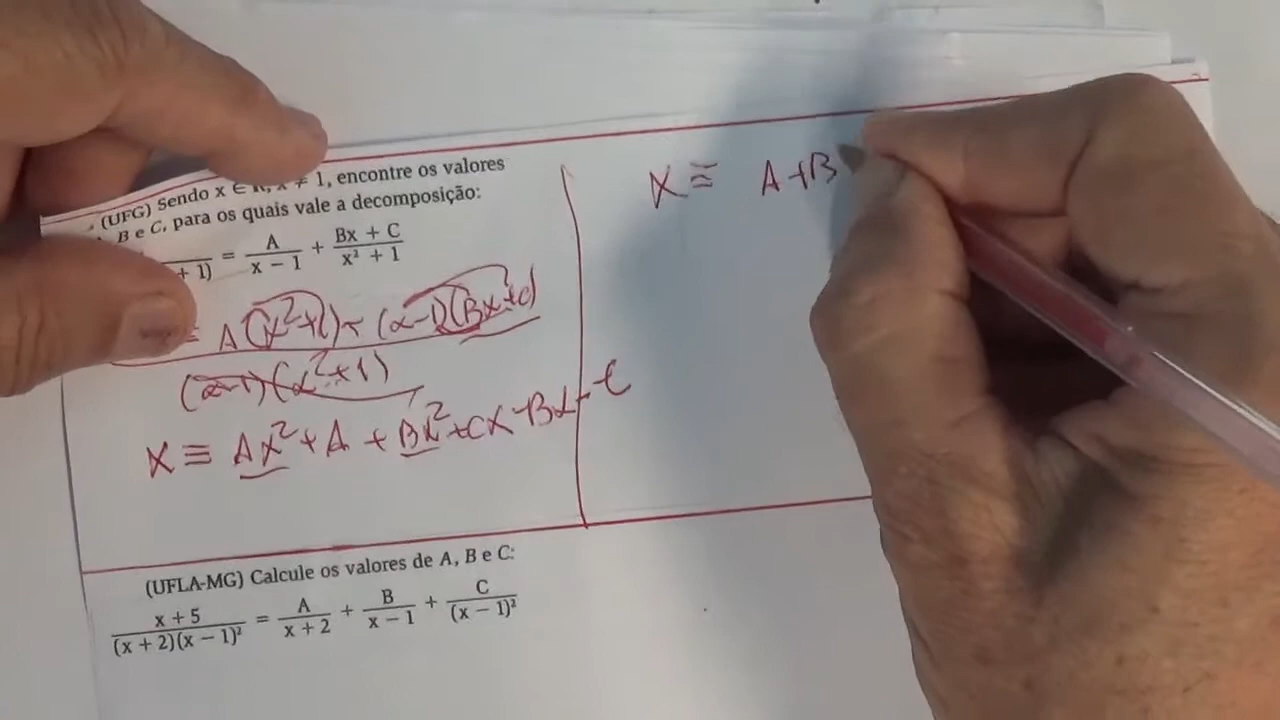 (UFG) Sendo x ∈ R, x ≠ 1, encontre os valores
B e C, para os quais vale a decomposição:
+ 1) = A/(x − 1) + (Bx + C)/(x² + 1)
≡ A(x²+1)+(x-1)(Bx+c)
(x-1)(x²+1)
x ≡ Ax²+A+Bx²+cx-Bx-c
x ≡ A+B
(UFLA-MG) Calcule os valores de A, B e C:
(x + 5)/((x + 2)(x − 1)²) = A/(x + 2) + B/(x − 1) + C/(x − 1)²